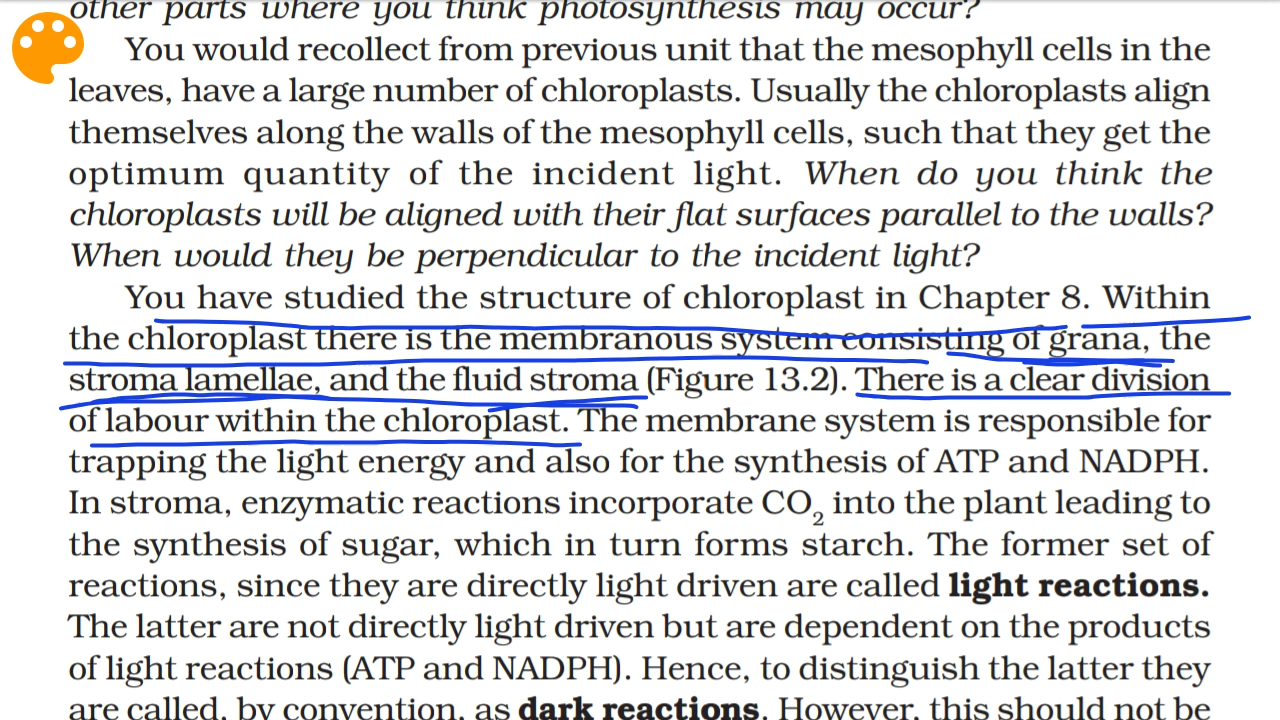 other parts where you think photosynthesis may occur?
You would recollect from previous unit that the mesophyll cells in the
leaves, have a large number of chloroplasts. Usually the chloroplasts align
themselves along the walls of the mesophyll cells, such that they get the
optimum quantity of the incident light. When do you think the
chloroplasts will be aligned with their flat surfaces parallel to the walls?
When would they be perpendicular to the incident light?
You have studied the structure of chloroplast in Chapter 8. Within
the chloroplast there is the membranous system consisting of grana, the
stroma lamellae, and the fluid stroma (Figure 13.2). There is a clear division
of labour within the chloroplast. The membrane system is responsible for
trapping the light energy and also for the synthesis of ATP and NADPH.
In stroma, enzymatic reactions incorporate CO₂ into the plant leading to
the synthesis of sugar, which in turn forms starch. The former set of
reactions, since they are directly light driven are called light reactions.
The latter are not directly light driven but are dependent on the products
of light reactions (ATP and NADPH). Hence, to distinguish the latter they
are called, by convention, as dark reactions. However, this should not be